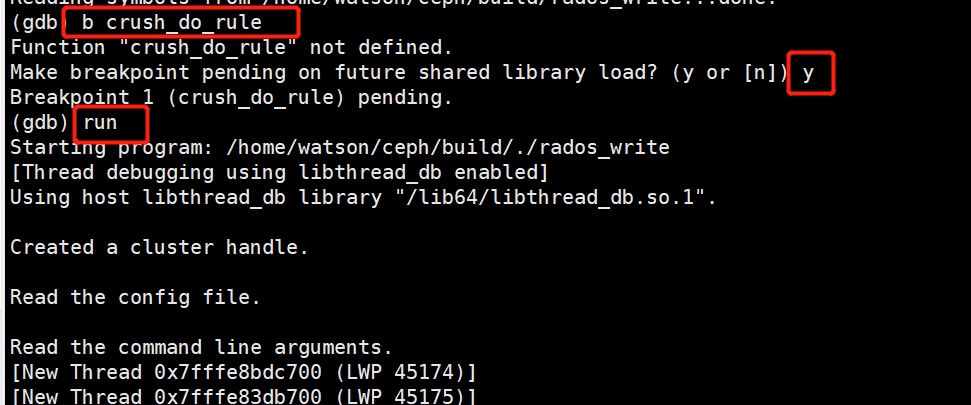 Reading symbols from /home/watson/ceph/build/rados_write...done.
(gdb) b crush_do_rule
Function "crush_do_rule" not defined.
Make breakpoint pending on future shared library load? (y or [n]) y
Breakpoint 1 (crush_do_rule) pending.
(gdb) run
Starting program: /home/watson/ceph/build/./rados_write
[Thread debugging using libthread_db enabled]
Using host libthread_db library "/lib64/libthread_db.so.1".
Created a cluster handle.
Read the config file.
Read the command line arguments.
[New Thread 0x7fffe8bdc700 (LWP 45174)]
[New Thread 0x7fffe83db700 (LWP 45175)]